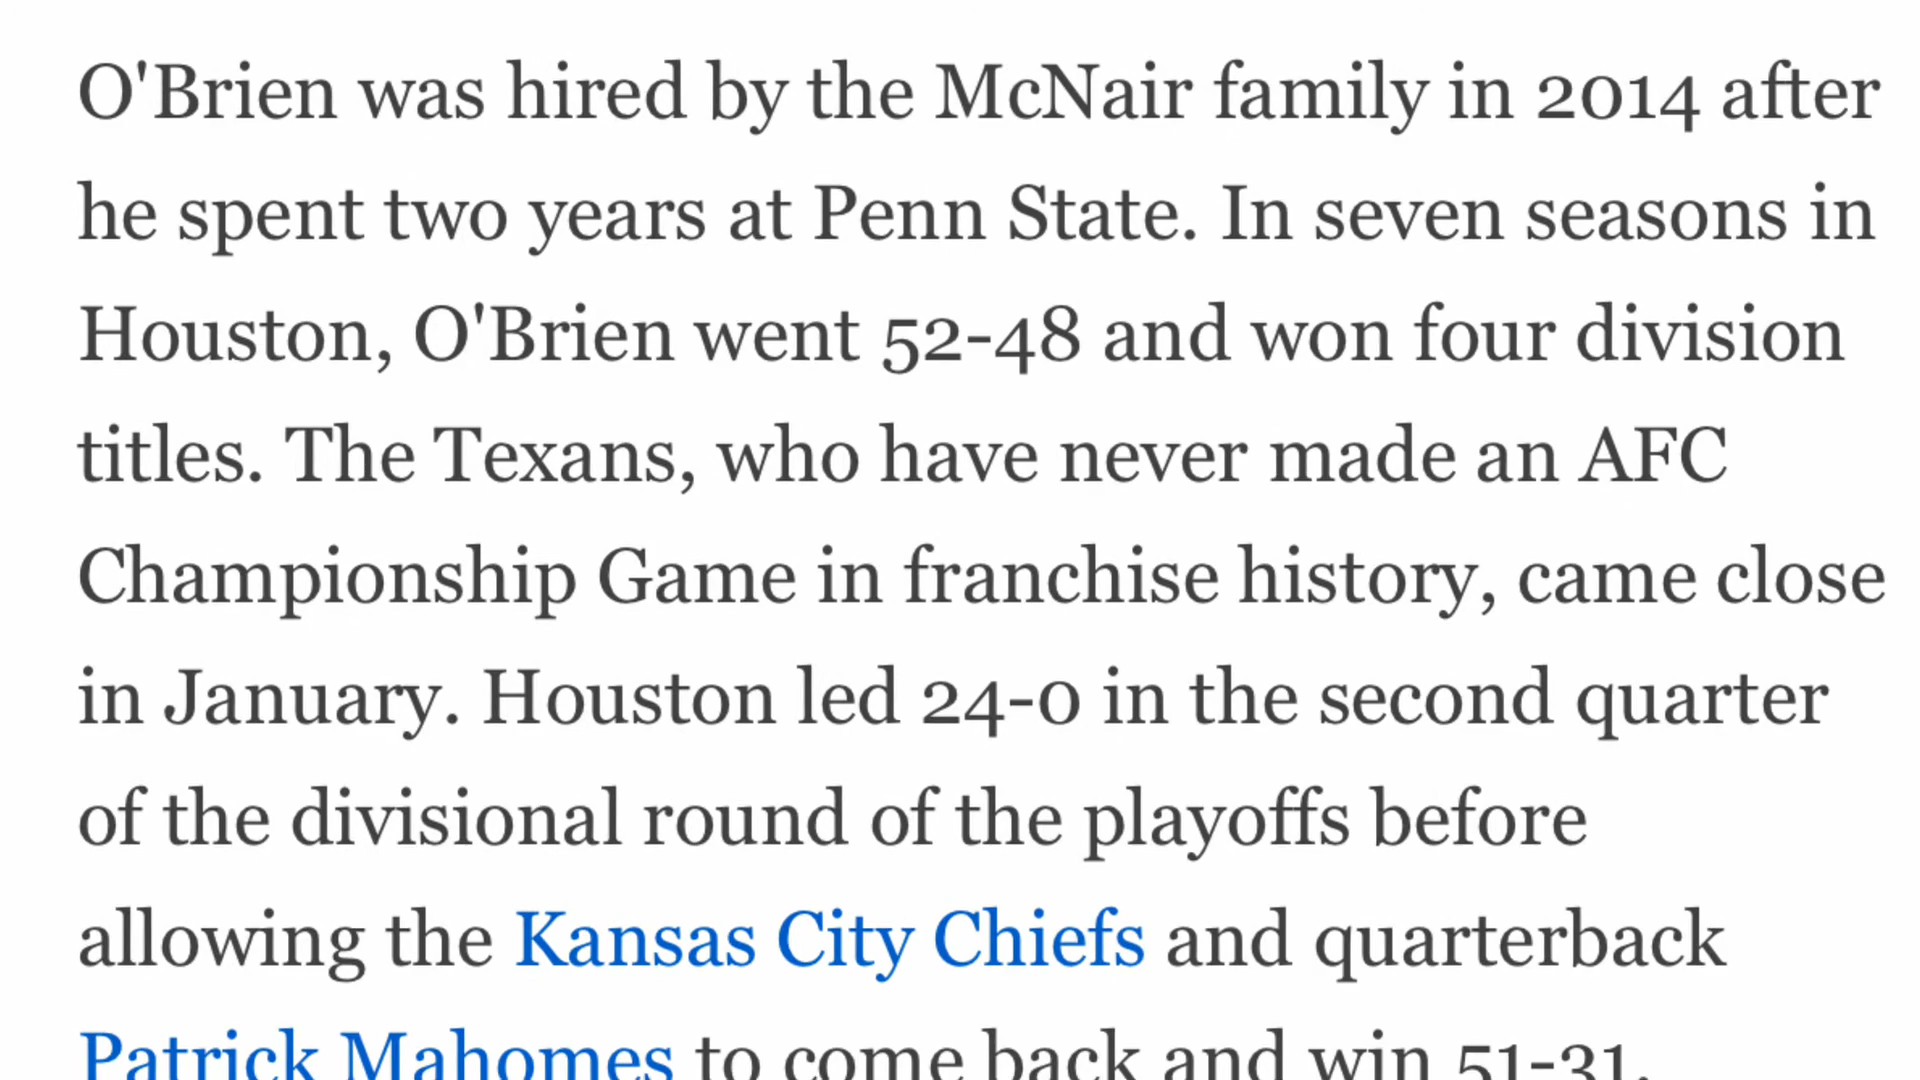 O'Brien was hired by the McNair family in 2014 after
he spent two years at Penn State. In seven seasons in
Houston, O'Brien went 52-48 and won four division
titles. The Texans, who have never made an AFC
Championship Game in franchise history, came close
in January. Houston led 24-0 in the second quarter
of the divisional round of the playoffs before
allowing the Kansas City Chiefs and quarterback
Patrick Mahomes to come back and win 51-31.